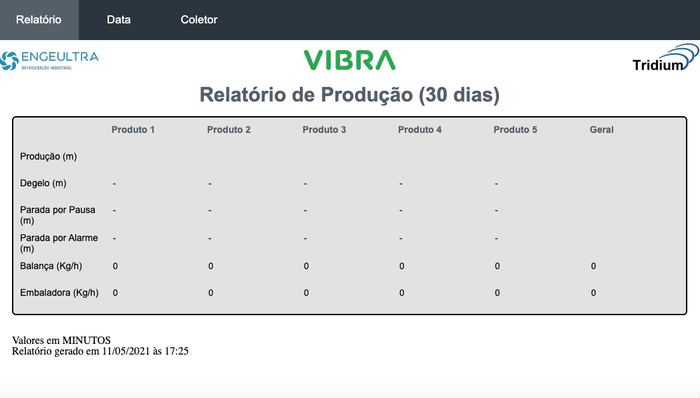 Relatório Data Coletor
ENGEULTRA VIBRA Tridium
REFRIGERAÇÃO INDUSTRIAL
Relatório de Produção (30 dias)
Produto 1 Produto 2 Produto 3 Produto 4 Produto 5 Geral
Produção (m)
Degelo (m) - - - - -
Parada por Pausa
(m) - - - - -
Parada por Alarme
(m) - - - - -
Balança (Kg/h) 0 0 0 0 0 0
Embaladora (Kg/h) 0 0 0 0 0 0
Valores em MINUTOS
Relatório gerado em 11/05/2021 às 17:25